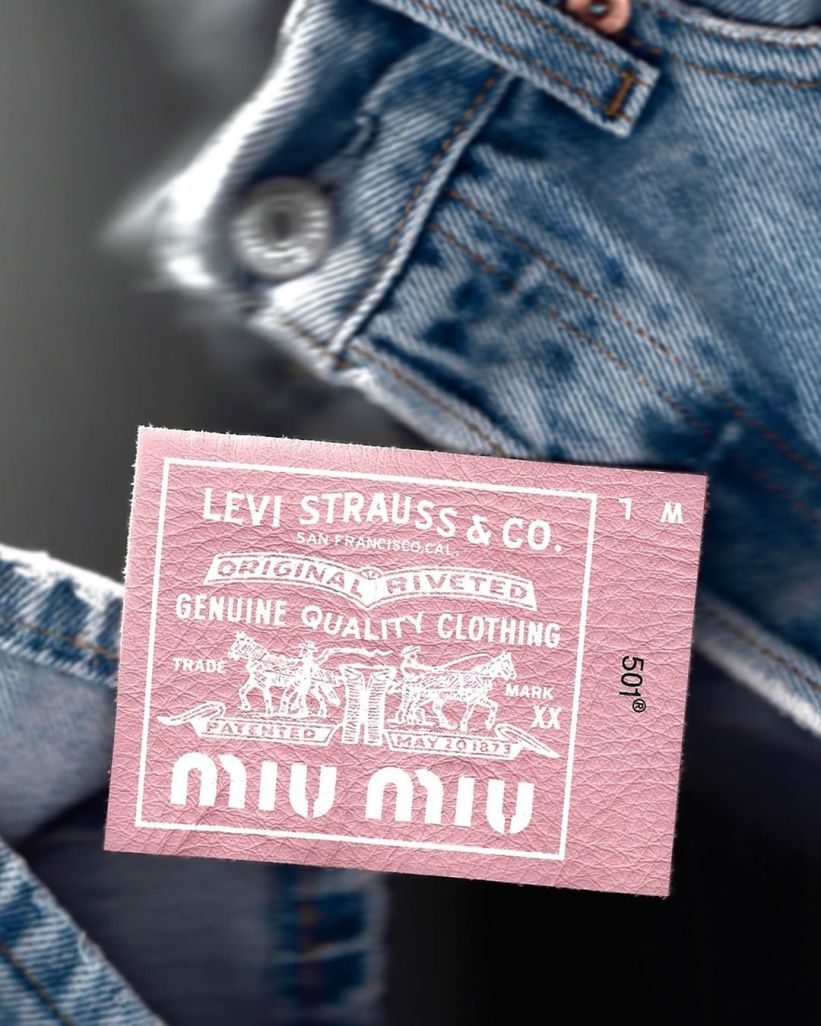 LEVI STRAUSS & CO.
SAN FRANCISCO, CAL.
ORIGINAL RIVETED
GENUINE QUALITY CLOTHING
TRADE MARK
XX
PATENTED MAY 20 1873
miu miu
W L
501®